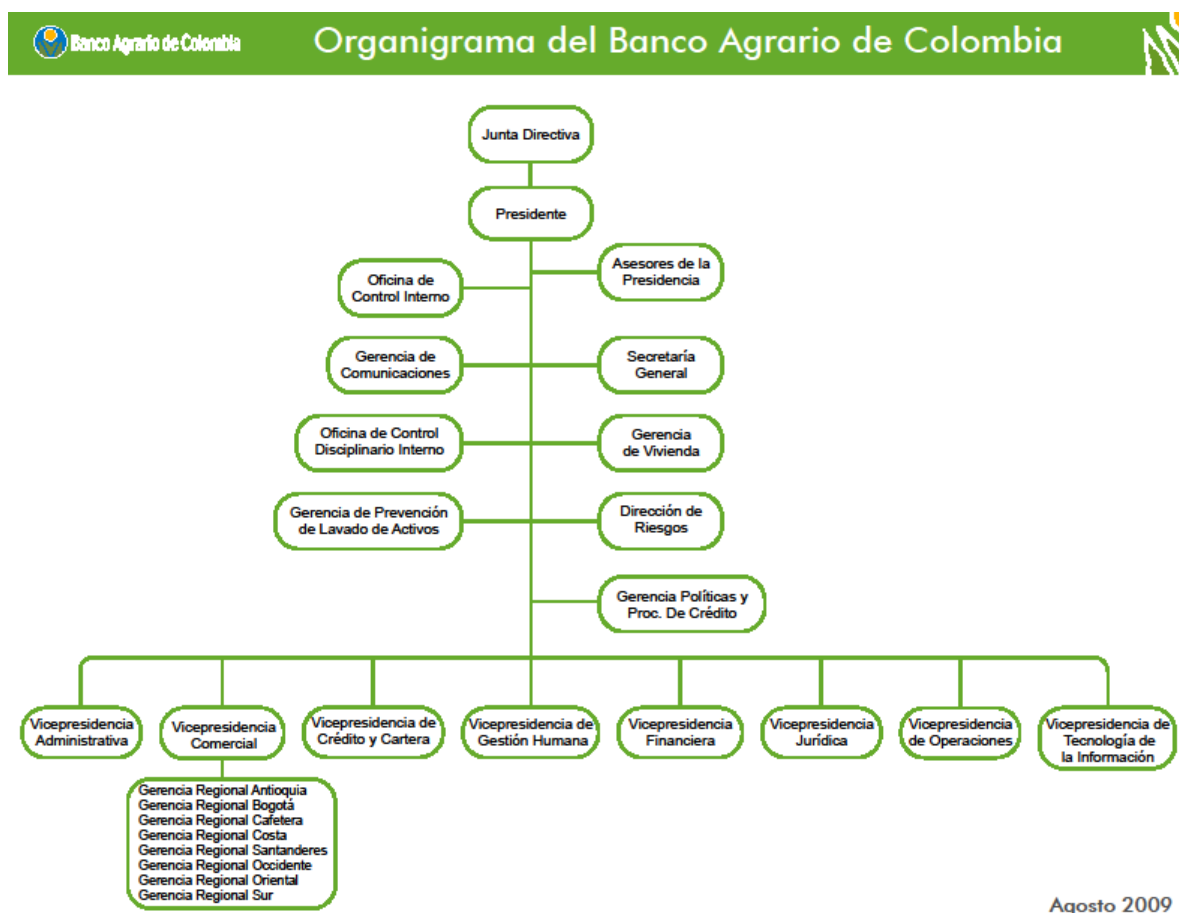 Banco Agrario de Colombia
Organigrama del Banco Agrario de Colombia
Junta Directiva
Presidente
Asesores de la
Presidencia
Oficina de
Control Interno
Gerencia de
Comunicaciones
Secretaría
General
Oficina de Control
Disciplinario Interno
Gerencia
de Vivienda
Gerencia de Prevención
de Lavado de Activos
Dirección de
Riesgos
Gerencia Políticas y
Proc. De Crédito
Vicepresidencia
Administrativa
Vicepresidencia
Comercial
Vicepresidencia de
Crédito y Cartera
Vicepresidencia de
Gestión Humana
Vicepresidencia
Financiera
Vicepresidencia
Jurídica
Vicepresidencia
de Operaciones
Vicepresidencia de
Tecnología de
la Información
Gerencia Regional Antioquia
Gerencia Regional Bogotá
Gerencia Regional Cafetera
Gerencia Regional Costa
Gerencia Regional Santanderes
Gerencia Regional Occidente
Gerencia Regional Oriental
Gerencia Regional Sur
Agosto 2009